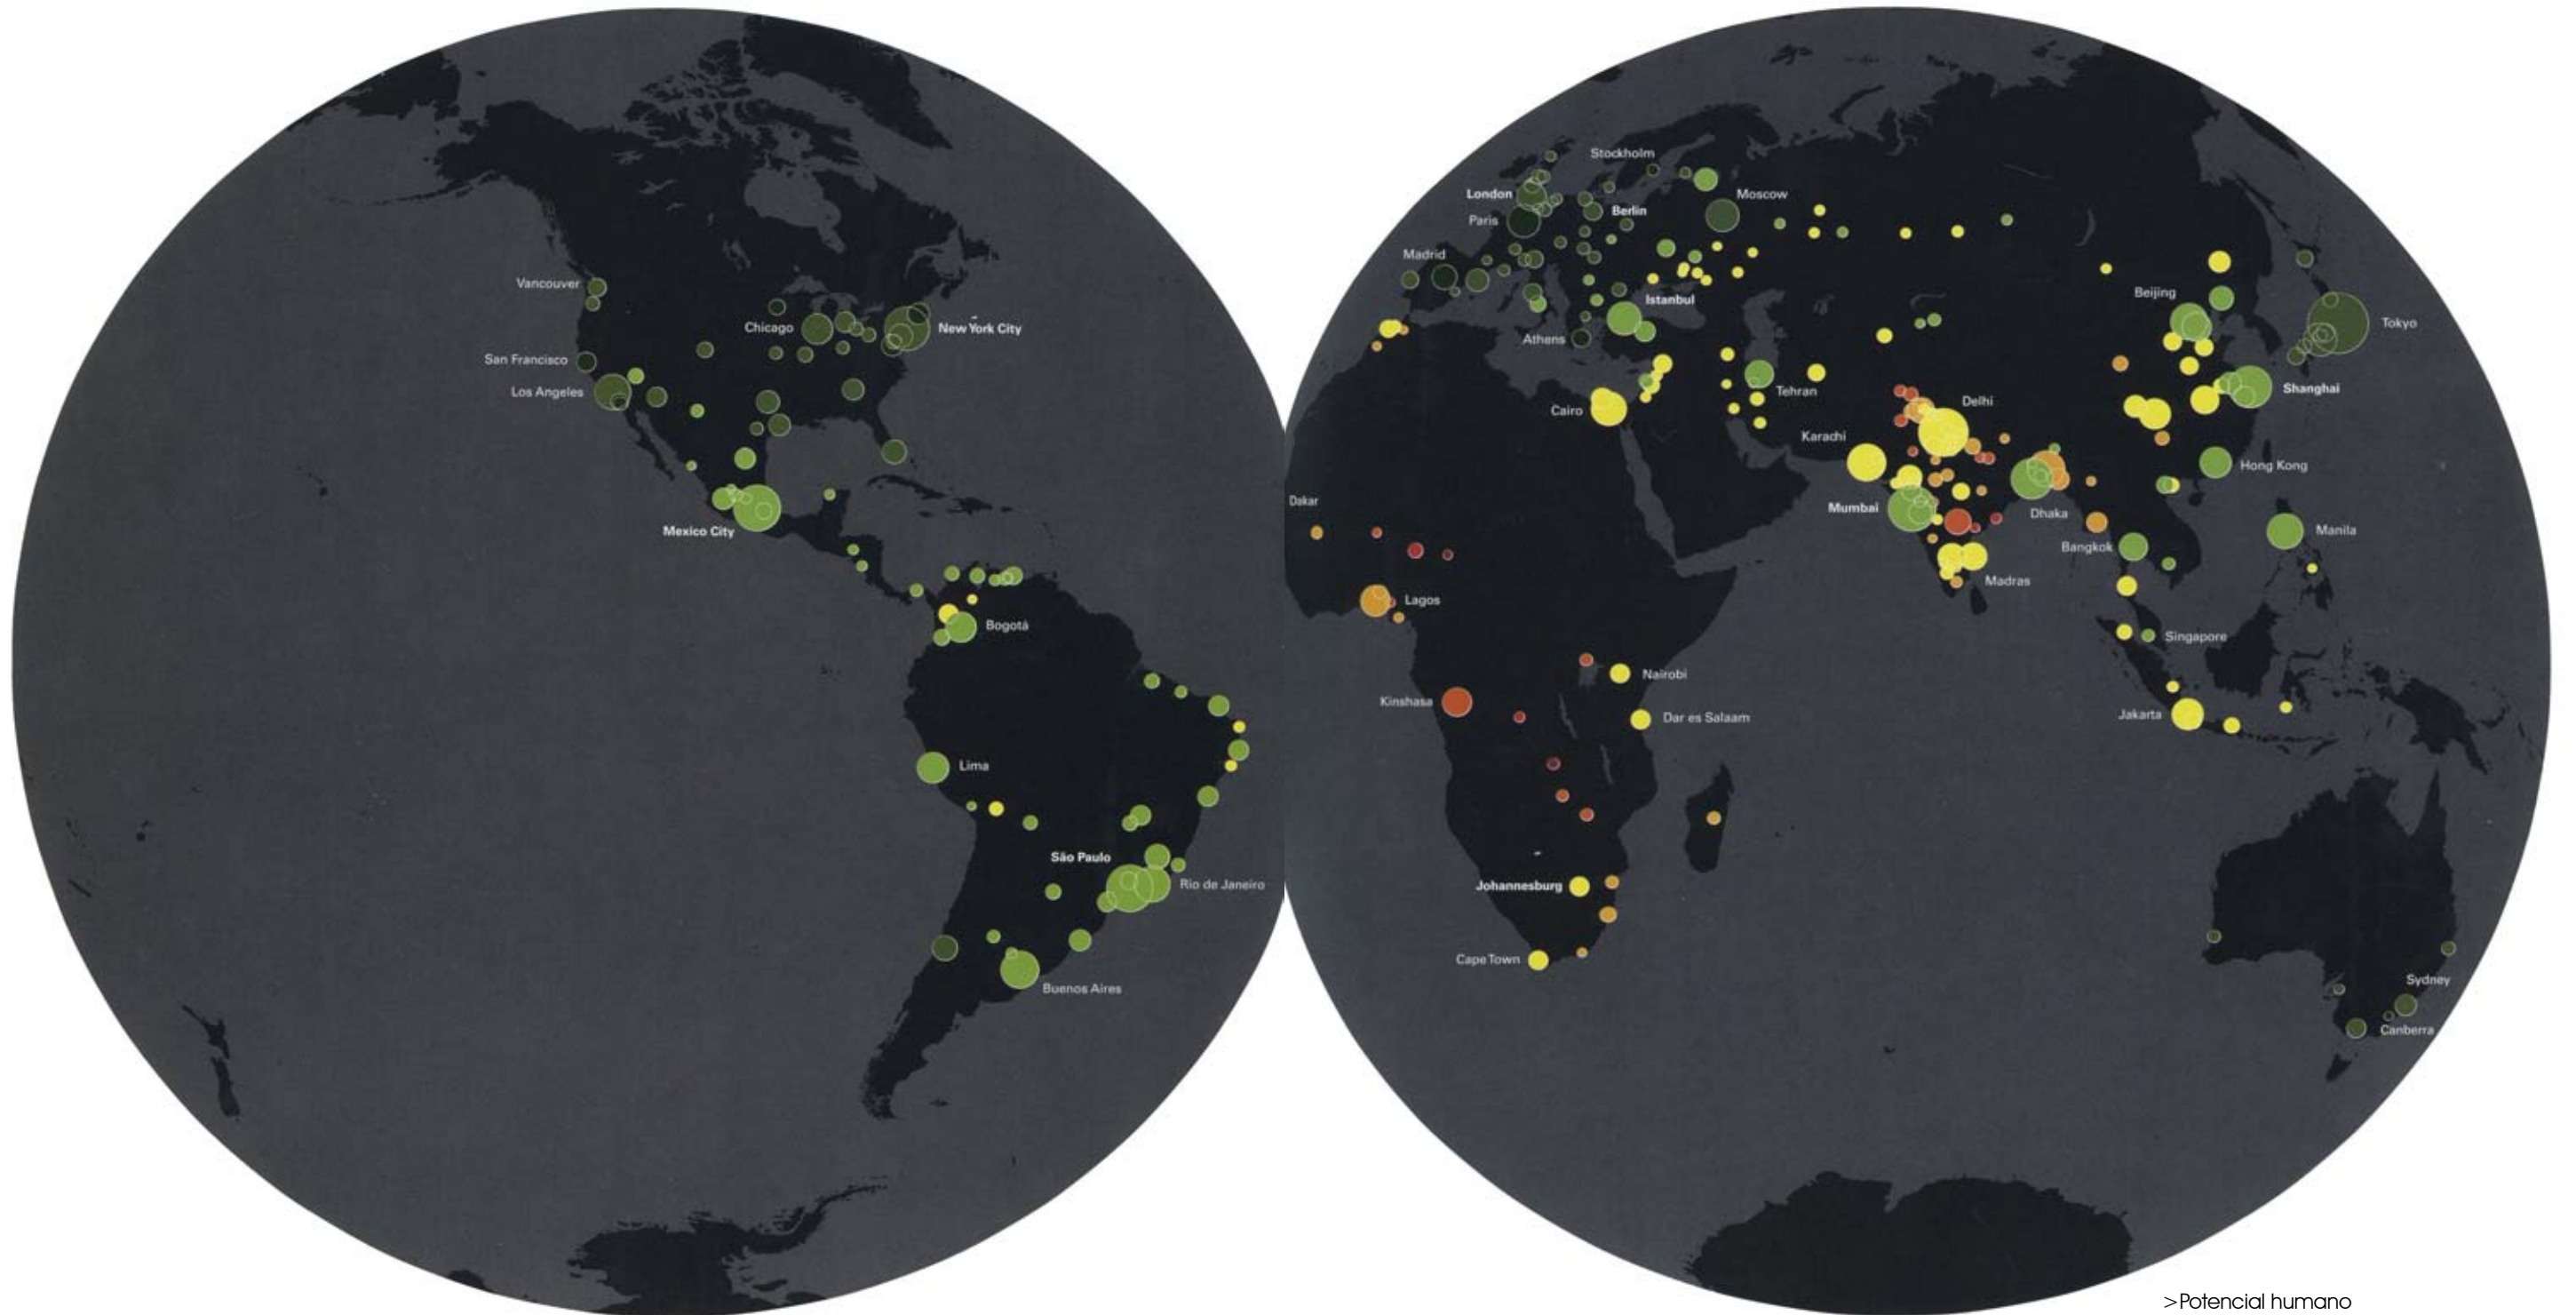 Vancouver
Chicago
New York City
San Francisco
Los Angeles
Mexico City
Bogotá
Lima
São Paulo
Rio de Janeiro
Buenos Aires
Stockholm
London
Moscow
Paris
Berlin
Madrid
Istanbul
Athens
Beijing
Tokyo
Tehran
Shanghai
Cairo
Delhi
Karachi
Hong Kong
Dakar
Mumbai
Dhaka
Manila
Bangkok
Madras
Lagos
Singapore
Nairobi
Kinshasa
Dar es Salaam
Jakarta
Johannesburg
Cape Town
Sydney
Canberra
>Potencial humano